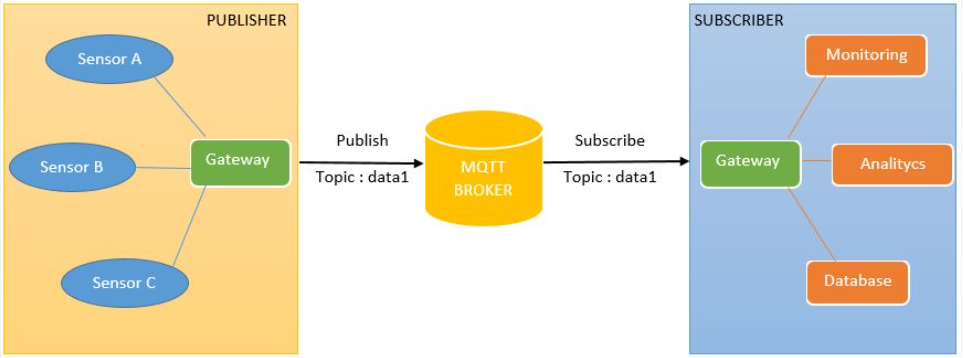 PUBLISHER
Sensor A
Sensor B
Sensor C
Gateway
Publish
Topic : data1
MQTT
BROKER
Subscribe
Topic : data1
SUBSCRIBER
Gateway
Monitoring
Analitycs
Database